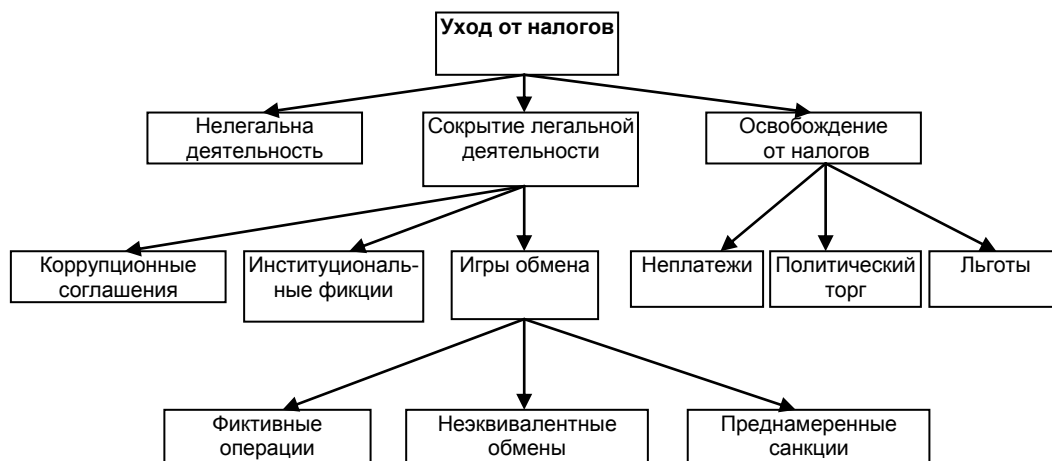 Уход от налогов
Нелегальна
деятельность
Сокрытие легальной
деятельности
Освобождение
от налогов
Коррупционные
соглашения
Институциональ-
ные фикции
Игры обмена
Неплатежи
Политический
торг
Льготы
Фиктивные
операции
Неэквивалентные
обмены
Преднамеренные
санкции